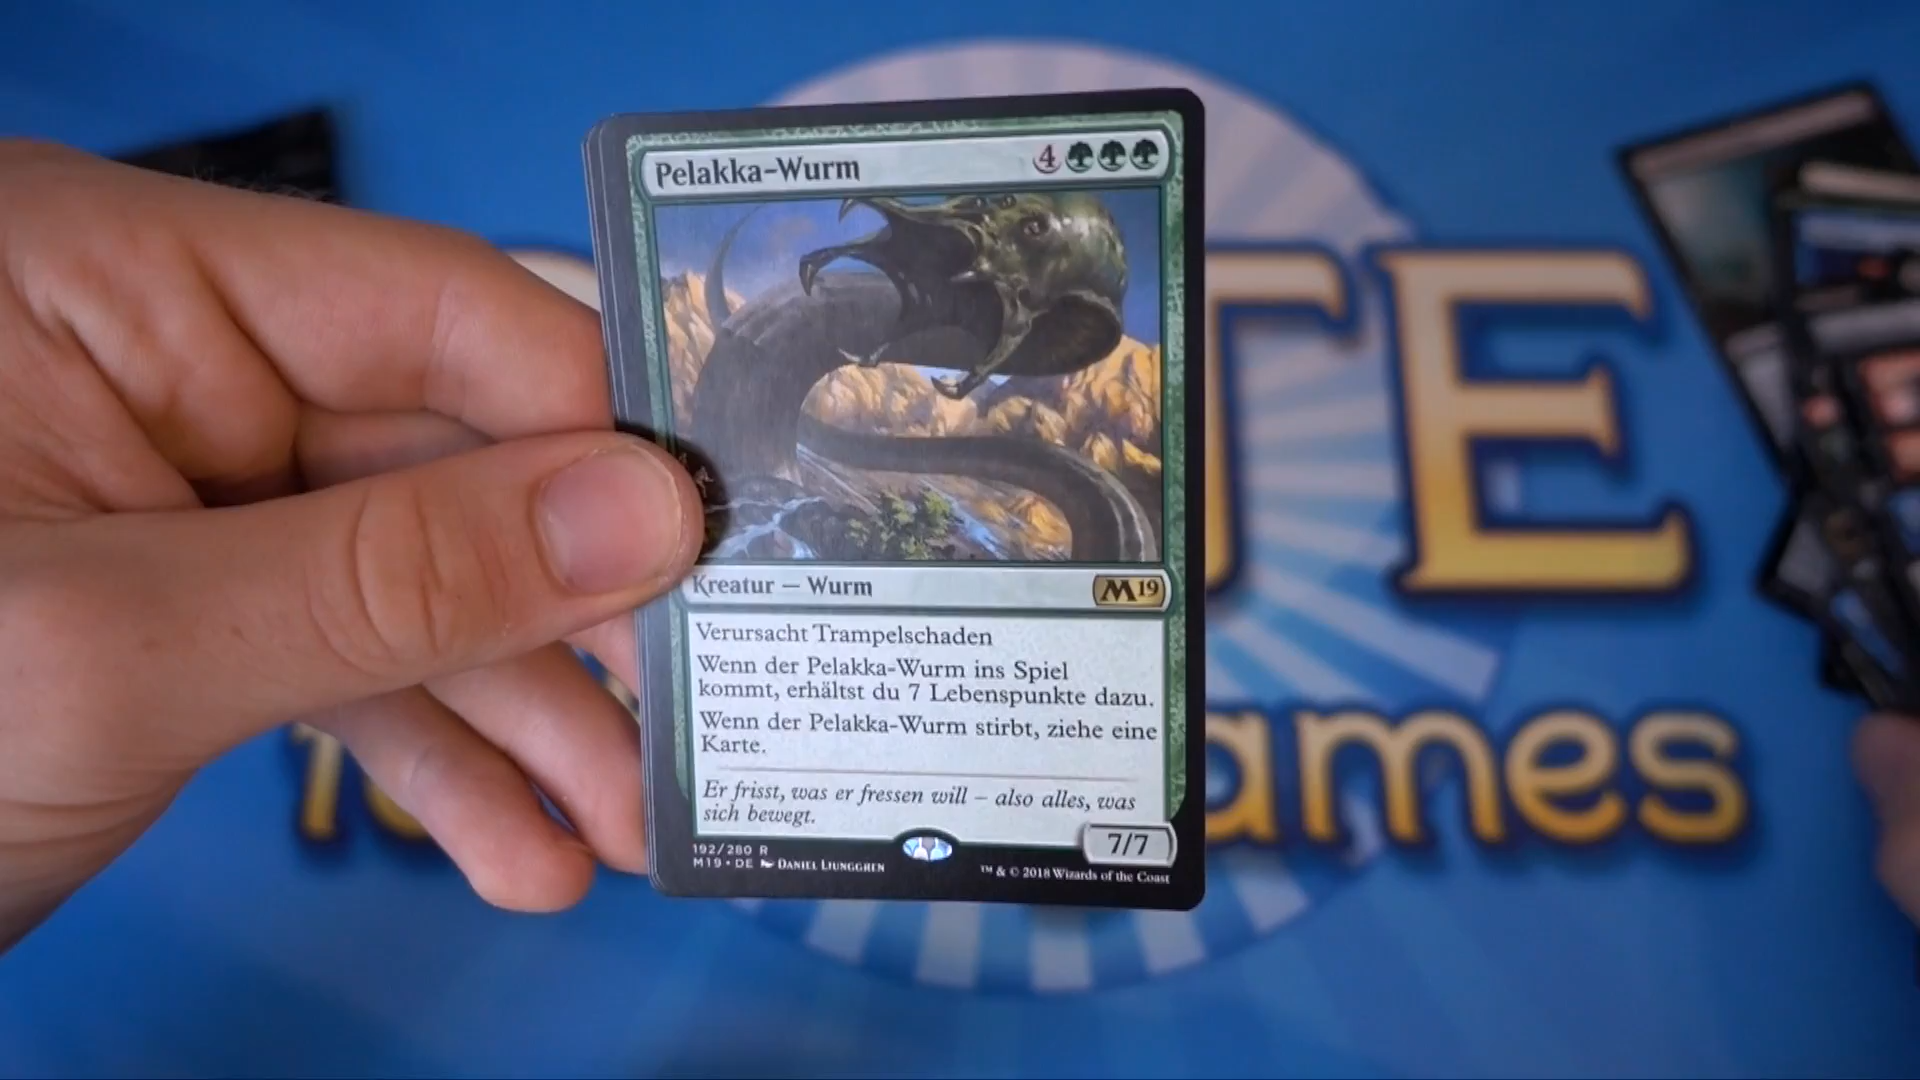 Pelakka-Wurm 4
Kreatur — Wurm M19
Verursacht Trampelschaden
Wenn der Pelakka-Wurm ins Spiel
kommt, erhältst du 7 Lebenspunkte dazu.
Wenn der Pelakka-Wurm stirbt, ziehe eine
Karte.
Er frisst, was er fressen will – also alles, was
sich bewegt.
7/7
192/280 R
M19 • DE DANIEL LJUNGGREN
™ & © 2018 Wizards of the Coast